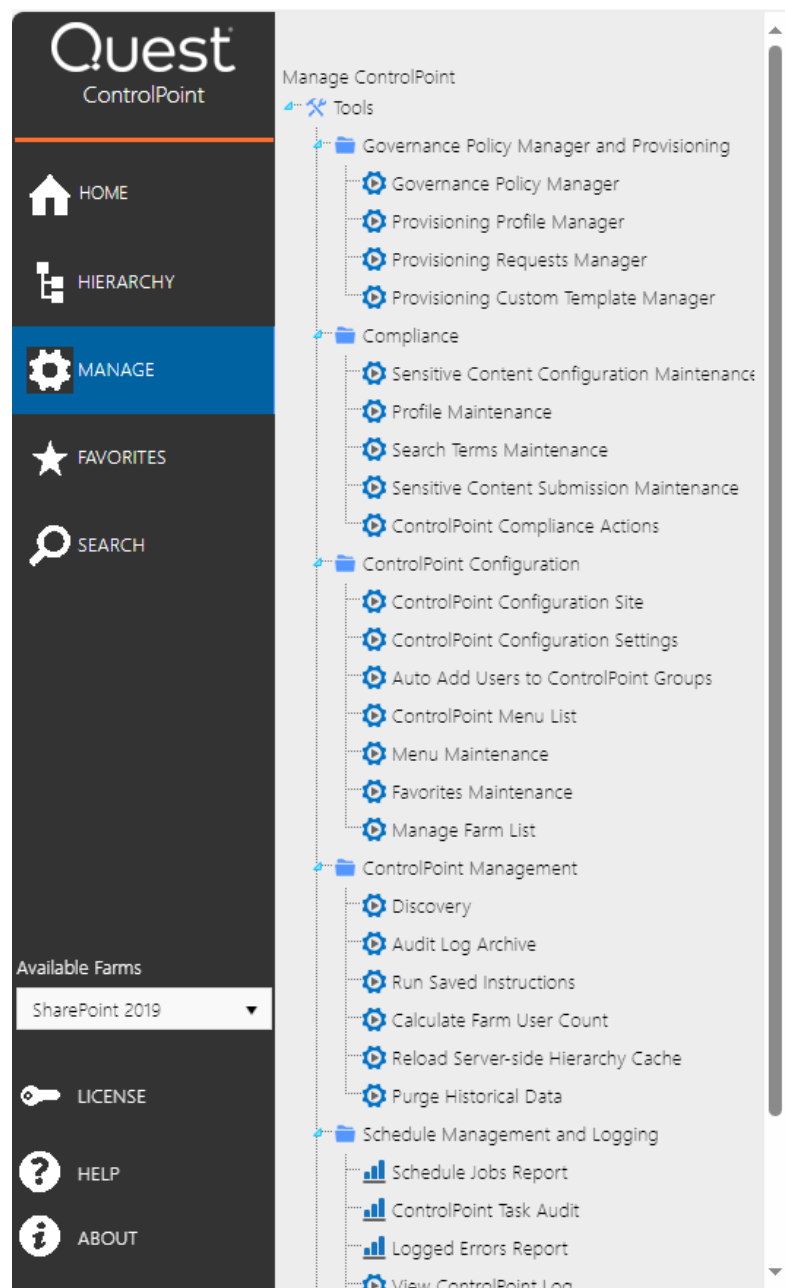 Quest
ControlPoint
HOME
HIERARCHY
MANAGE
FAVORITES
SEARCH
Available Farms
SharePoint 2019
LICENSE
HELP
ABOUT
Manage ControlPoint
Tools
Governance Policy Manager and Provisioning
Governance Policy Manager
Provisioning Profile Manager
Provisioning Requests Manager
Provisioning Custom Template Manager
Compliance
Sensitive Content Configuration Maintenance
Profile Maintenance
Search Terms Maintenance
Sensitive Content Submission Maintenance
ControlPoint Compliance Actions
ControlPoint Configuration
ControlPoint Configuration Site
ControlPoint Configuration Settings
Auto Add Users to ControlPoint Groups
ControlPoint Menu List
Menu Maintenance
Favorites Maintenance
Manage Farm List
ControlPoint Management
Discovery
Audit Log Archive
Run Saved Instructions
Calculate Farm User Count
Reload Server-side Hierarchy Cache
Purge Historical Data
Schedule Management and Logging
Schedule Jobs Report
ControlPoint Task Audit
Logged Errors Report
View ControlPoint Log